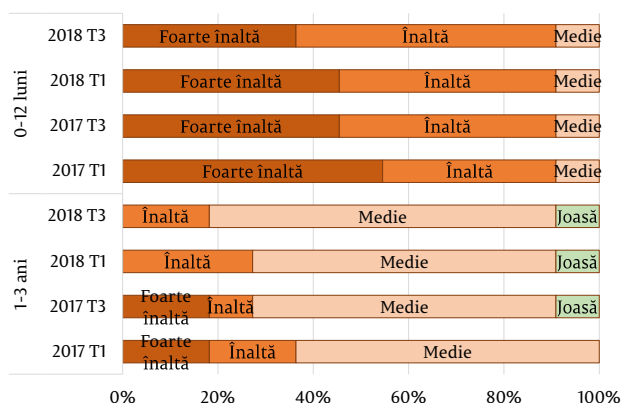 0-12 luni
2018 T3 Foarte înaltă Înaltă Medie
2018 T1 Foarte înaltă Înaltă Medie
2017 T3 Foarte înaltă Înaltă Medie
2017 T1 Foarte înaltă Înaltă Medie
1-3 ani
2018 T3 Înaltă Medie Joasă
2018 T1 Înaltă Medie Joasă
2017 T3 Foarte înaltă Înaltă Medie Joasă
2017 T1 Foarte înaltă Înaltă Medie
0% 20% 40% 60% 80% 100%